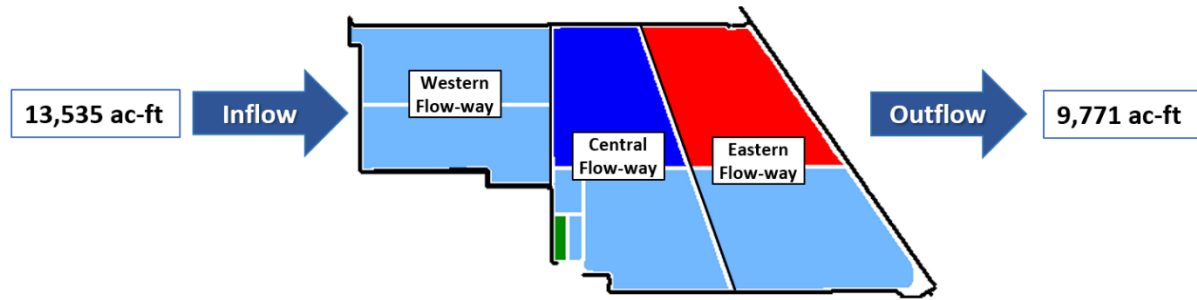 13,535 ac-ft
Inflow
Western
Flow-way
Central
Flow-way
Eastern
Flow-way
Outflow
9,771 ac-ft